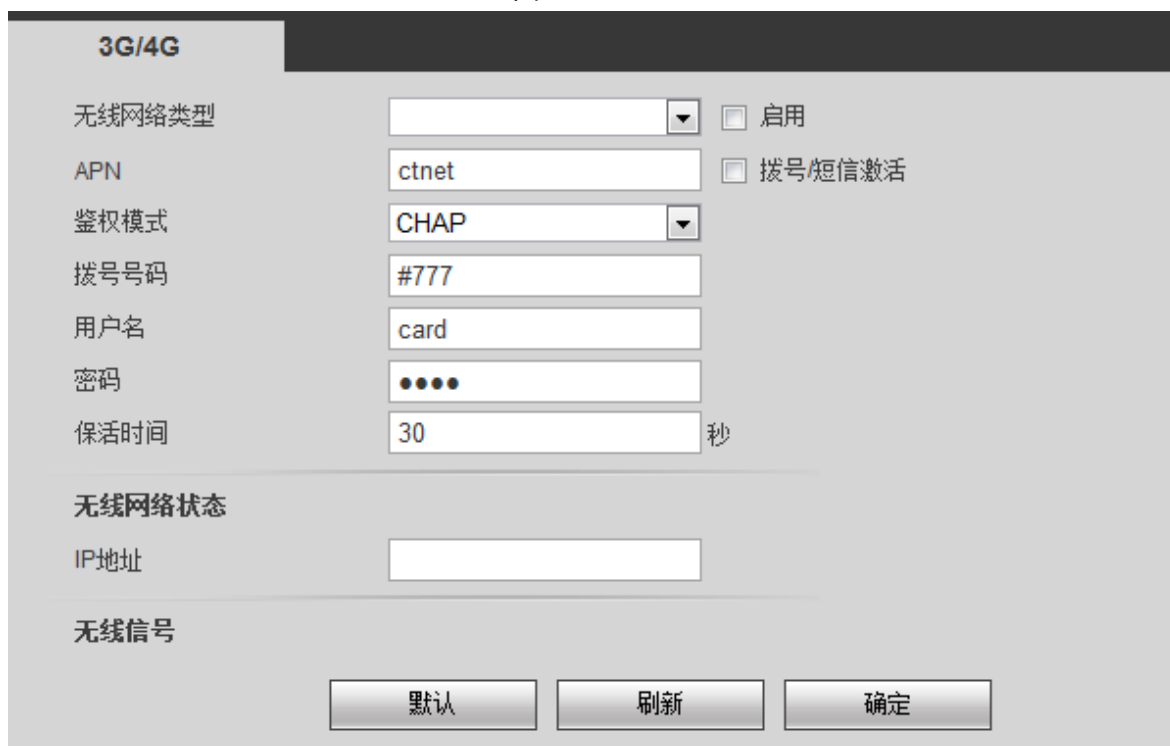 3G/4G
无线网络类型 启用
APN ctnet 拨号/短信激活
鉴权模式 CHAP
拨号号码 #777
用户名 card
密码 ●●●●
保活时间 30 秒
无线网络状态
IP地址
无线信号
默认 刷新 确定